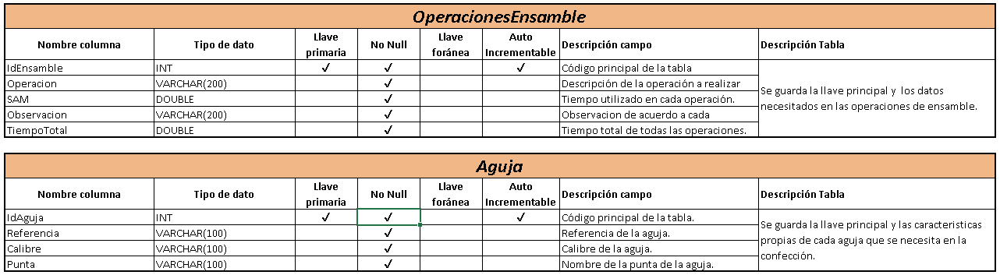 OperacionesEnsamble
Nombre columna Tipo de dato Llave primaria No Null Llave foránea Auto Incrementable Descripción campo Descripción Tabla
IdEnsamble INT ✓ ✓ ✓ Código principal de la tabla
Operacion VARCHAR(200) ✓ Descripción de la operación a realizar
SAM DOUBLE ✓ Tiempo utilizado en cada operación.
Observacion VARCHAR(200) ✓ Observacion de acuerdo a cada
TiempoTotal DOUBLE ✓ Tiempo total de todas las operaciones.
Se guarda la llave principal y los datos
necesitados en las operaciones de ensamble.
Aguja
Nombre columna Tipo de dato Llave primaria No Null Llave foránea Auto Incrementable Descripción campo Descripción Tabla
IdAguja INT ✓ ✓ ✓ Código principal de la tabla.
Referencia VARCHAR(100) ✓ Referencia de la aguja.
Calibre VARCHAR(100) ✓ Calibre de la aguja.
Punta VARCHAR(100) ✓ Nombre de la punta de la aguja.
Se guarda la llave principal y las caracteristicas
propias de cada aguja que se necesita en la
confección.